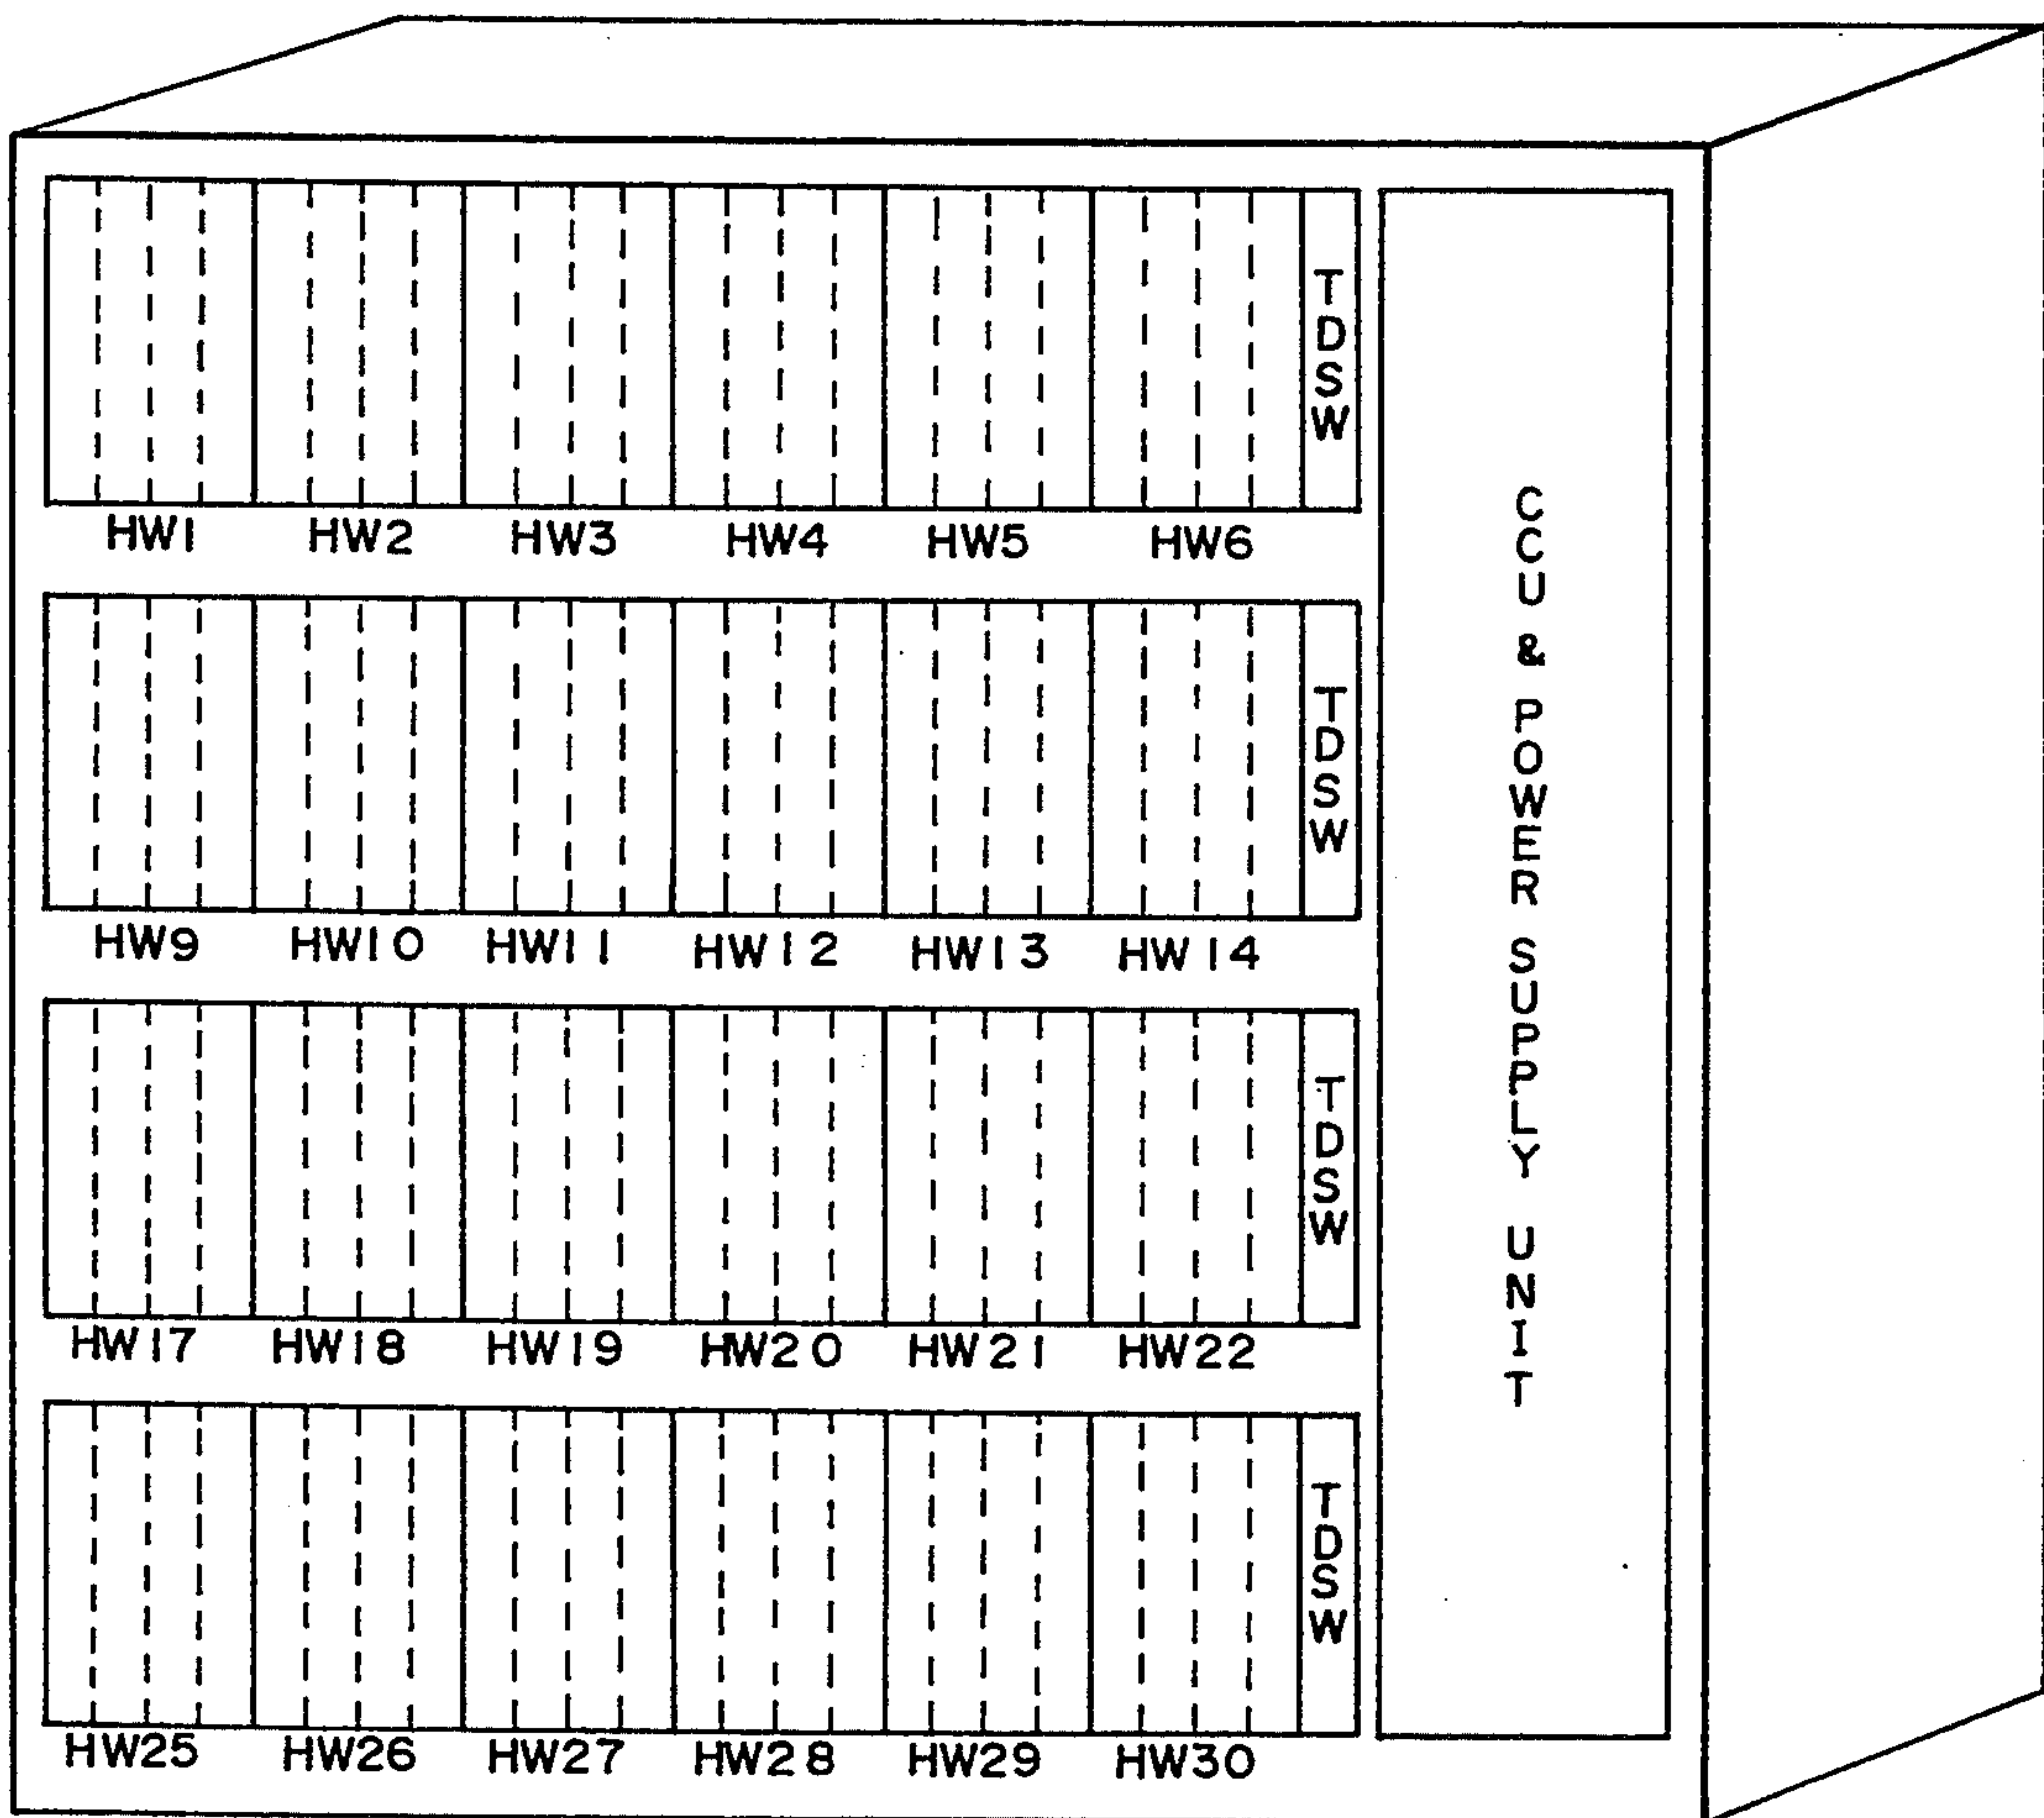 TDSW
HW1 HW2 HW3 HW4 HW5 HW6
TDSW
HW9 HW10 HW11 HW12 HW13 HW14
TDSW
HW17 HW18 HW19 HW20 HW21 HW22
TDSW
HW25 HW26 HW27 HW28 HW29 HW30
CCU & POWER SUPPLY UNIT